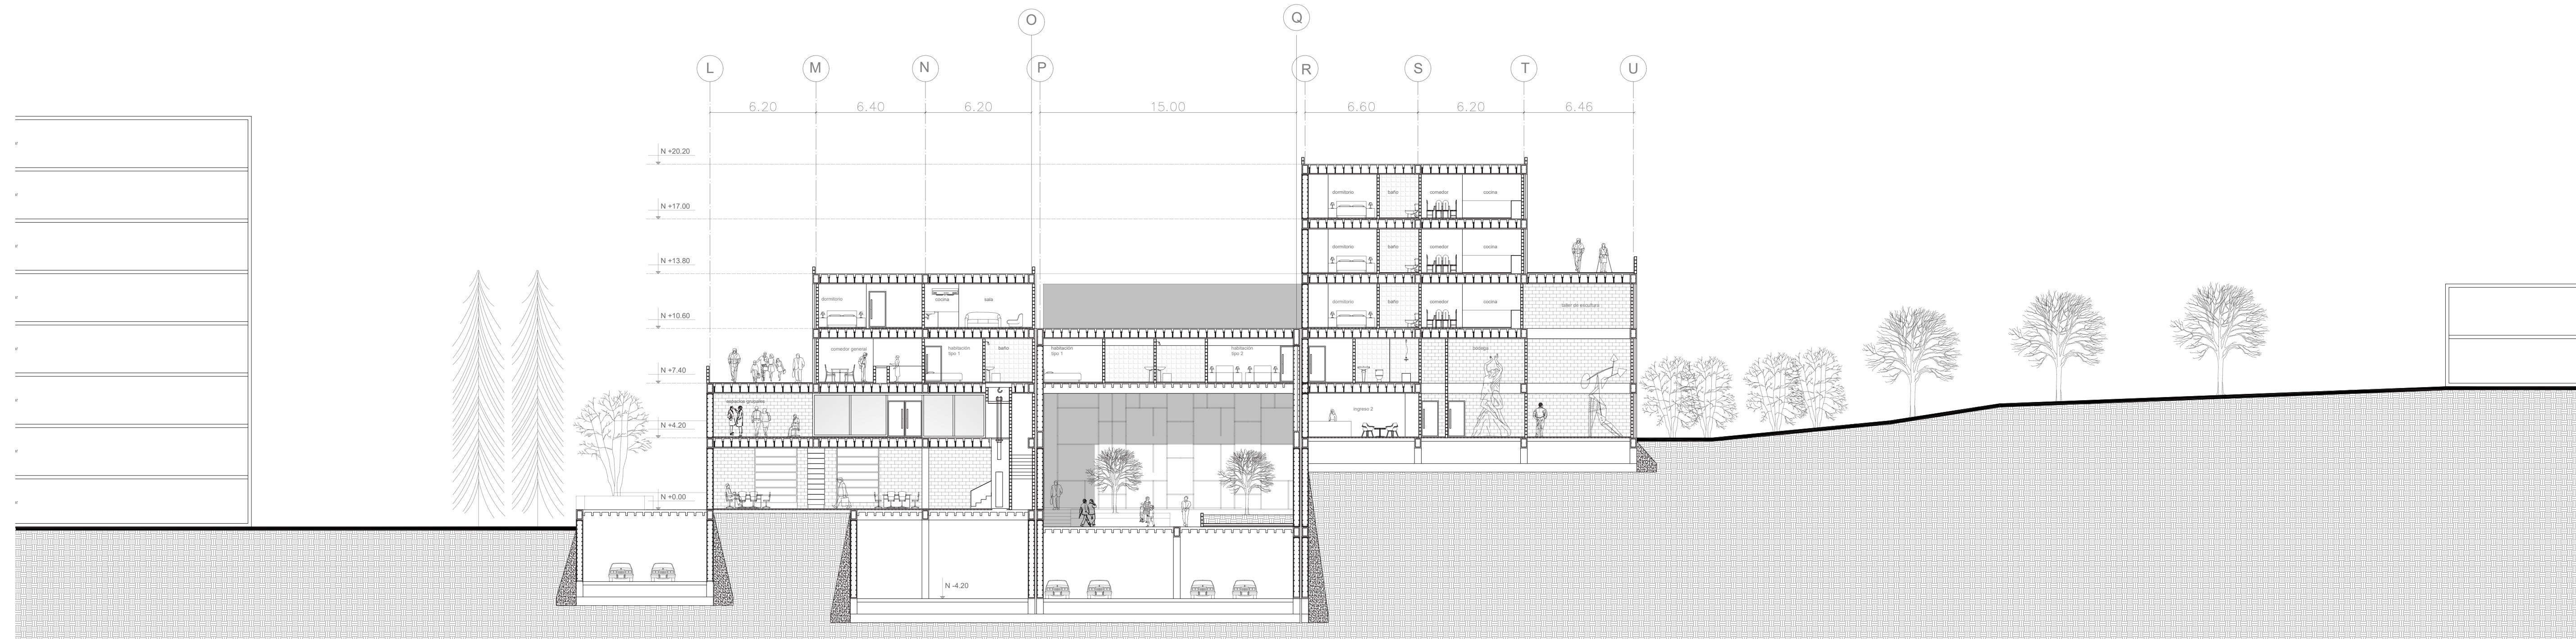 O
Q
L
M
N
P
R
S
T
U
6.20
6.40
6.20
15.00
6.60
6.20
6.46
N +20.20
dormitorio
baño
comedor
cocina
N +17.00
dormitorio
baño
comedor
cocina
N +13.80
dormitorio
cocina
sala
dormitorio
baño
comedor
cocina
taller de escultura
N +10.60
comedor general
habitación
tipo 1
baño
habitación
tipo 1
habitación
tipo 2
bodega
N +7.40
espacios grupales
ingreso 2
N +4.20
N +0.00
N -4.20